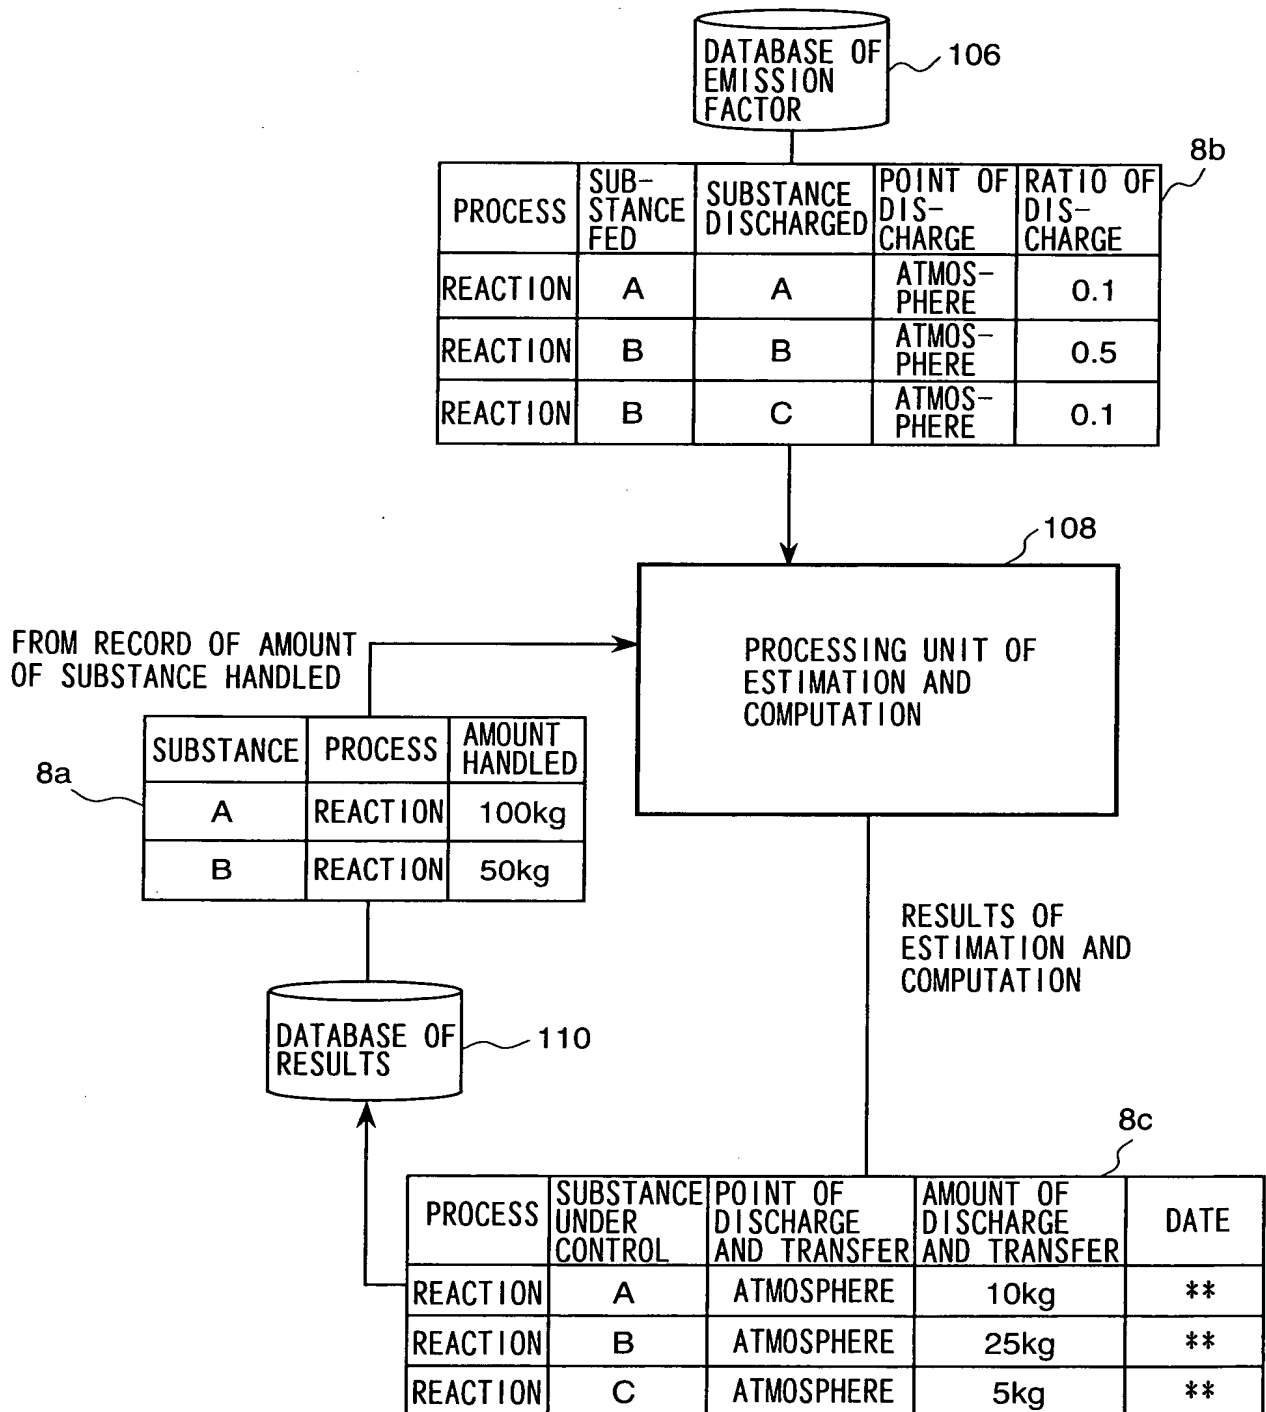 DATABASE OF
EMISSION
FACTOR
106
8b
PROCESS
SUB-
STANCE
FED
SUBSTANCE
DISCHARGED
POINT OF
DIS-
CHARGE
RATIO OF
DIS-
CHARGE
REACTION
A
A
ATMOS-
PHERE
0.1
REACTION
B
B
ATMOS-
PHERE
0.5
REACTION
B
C
ATMOS-
PHERE
0.1
108
PROCESSING UNIT OF
ESTIMATION AND
COMPUTATION
FROM RECORD OF AMOUNT
OF SUBSTANCE HANDLED
8a
SUBSTANCE
PROCESS
AMOUNT
HANDLED
A
REACTION
100kg
B
REACTION
50kg
RESULTS OF
ESTIMATION AND
COMPUTATION
DATABASE OF
RESULTS
110
8c
PROCESS
SUBSTANCE
UNDER
CONTROL
POINT OF
DISCHARGE
AND TRANSFER
AMOUNT OF
DISCHARGE
AND TRANSFER
DATE
REACTION
A
ATMOSPHERE
10kg
**
REACTION
B
ATMOSPHERE
25kg
**
REACTION
C
ATMOSPHERE
5kg
**